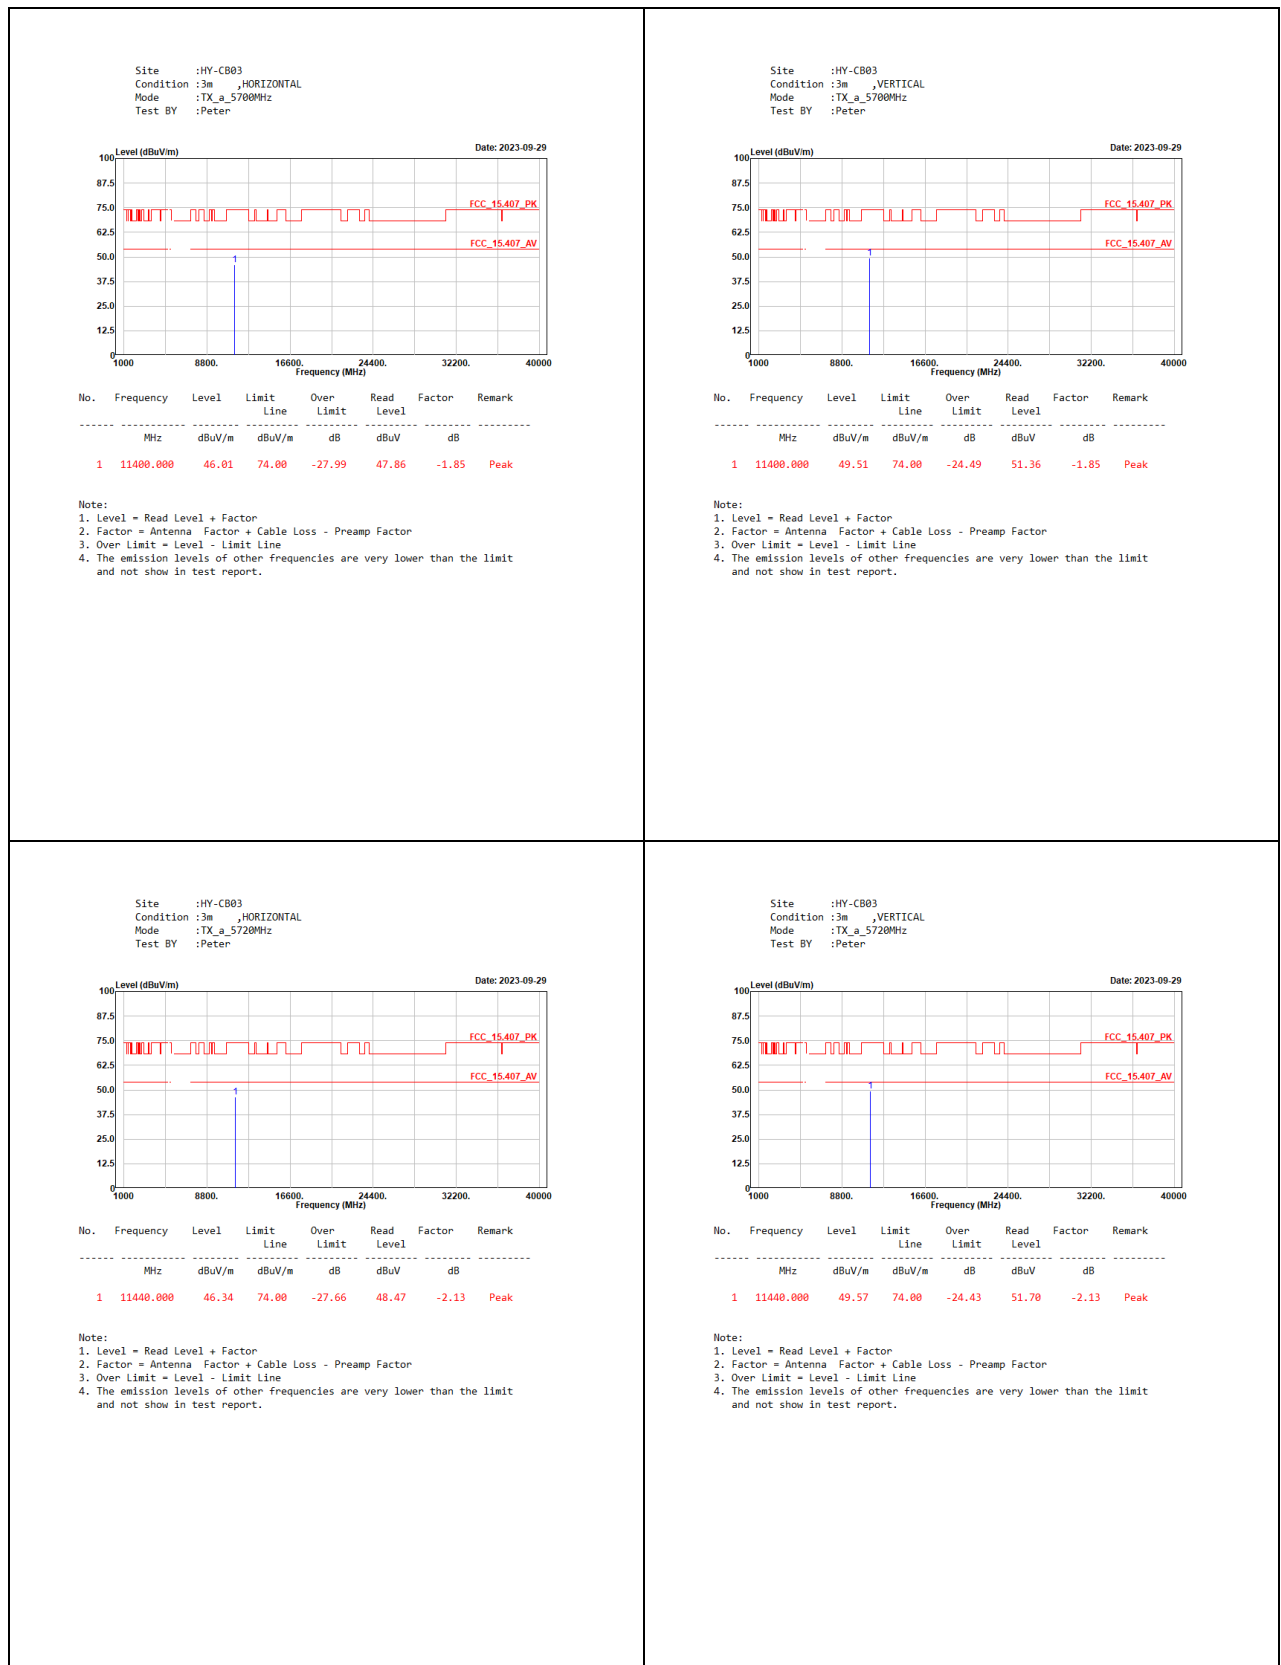 Site      :HY-CB03
Condition :3m    ,HORIZONTAL
Mode      :TX_a_5700MHz
Test BY   :Peter
Level (dBuV/m)
Date: 2023-09-29
100
87.5
75.0
62.5
50.0
37.5
25.0
12.5
0
FCC_15.407_PK
FCC_15.407_AV
1
1000 8800. 16600. 24400. 32200. 40000
Frequency (MHz)
No. Frequency Level Limit Over Read Factor Remark
Line Limit Level
------ ----------- -------- --------- --------- --------- -------- ---------
MHz dBuV/m dBuV/m dB dBuV dB
1 11400.000 46.01 74.00 -27.99 47.86 -1.85 Peak
Note:
1. Level = Read Level + Factor
2. Factor = Antenna  Factor + Cable Loss - Preamp Factor
3. Over Limit = Level - Limit Line
4. The emission levels of other frequencies are very lower than the limit
and not show in test report.
Site      :HY-CB03
Condition :3m    ,VERTICAL
Mode      :TX_a_5700MHz
Test BY   :Peter
Level (dBuV/m)
Date: 2023-09-29
100
87.5
75.0
62.5
50.0
37.5
25.0
12.5
0
FCC_15.407_PK
FCC_15.407_AV
1
1000 8800. 16600. 24400. 32200. 40000
Frequency (MHz)
No. Frequency Level Limit Over Read Factor Remark
Line Limit Level
------ ----------- -------- --------- --------- --------- -------- ---------
MHz dBuV/m dBuV/m dB dBuV dB
1 11400.000 49.51 74.00 -24.49 51.36 -1.85 Peak
Note:
1. Level = Read Level + Factor
2. Factor = Antenna  Factor + Cable Loss - Preamp Factor
3. Over Limit = Level - Limit Line
4. The emission levels of other frequencies are very lower than the limit
and not show in test report.
Site      :HY-CB03
Condition :3m    ,HORIZONTAL
Mode      :TX_a_5720MHz
Test BY   :Peter
Level (dBuV/m)
Date: 2023-09-29
100
87.5
75.0
62.5
50.0
37.5
25.0
12.5
0
FCC_15.407_PK
FCC_15.407_AV
1
1000 8800. 16600. 24400. 32200. 40000
Frequency (MHz)
No. Frequency Level Limit Over Read Factor Remark
Line Limit Level
------ ----------- -------- --------- --------- --------- -------- ---------
MHz dBuV/m dBuV/m dB dBuV dB
1 11440.000 46.34 74.00 -27.66 48.47 -2.13 Peak
Note:
1. Level = Read Level + Factor
2. Factor = Antenna  Factor + Cable Loss - Preamp Factor
3. Over Limit = Level - Limit Line
4. The emission levels of other frequencies are very lower than the limit
and not show in test report.
Site      :HY-CB03
Condition :3m    ,VERTICAL
Mode      :TX_a_5720MHz
Test BY   :Peter
Level (dBuV/m)
Date: 2023-09-29
100
87.5
75.0
62.5
50.0
37.5
25.0
12.5
0
FCC_15.407_PK
FCC_15.407_AV
1
1000 8800. 16600. 24400. 32200. 40000
Frequency (MHz)
No. Frequency Level Limit Over Read Factor Remark
Line Limit Level
------ ----------- -------- --------- --------- --------- -------- ---------
MHz dBuV/m dBuV/m dB dBuV dB
1 11440.000 49.57 74.00 -24.43 51.70 -2.13 Peak
Note:
1. Level = Read Level + Factor
2. Factor = Antenna  Factor + Cable Loss - Preamp Factor
3. Over Limit = Level - Limit Line
4. The emission levels of other frequencies are very lower than the limit
and not show in test report.